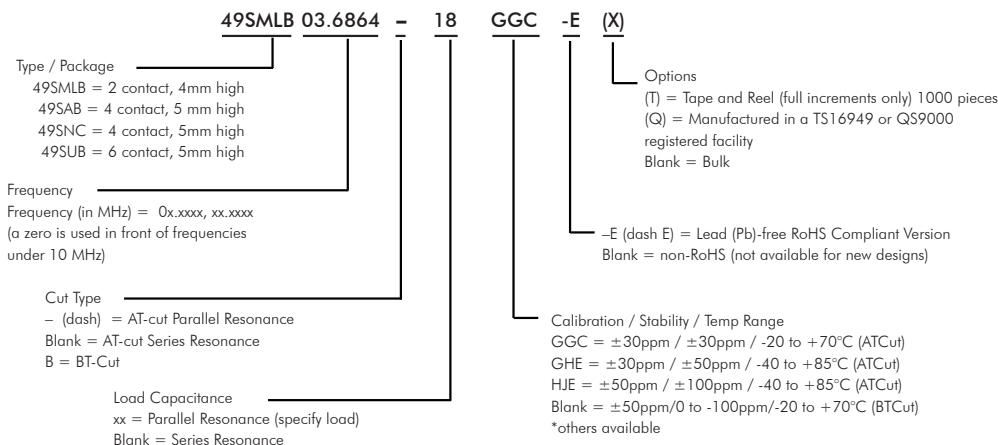 49SMLB 03.6864 – 18 GGC -E (X)
Type / Package
49SMLB = 2 contact, 4mm high
49SAB = 4 contact, 5 mm high
49SNC = 4 contact, 5mm high
49SUB = 6 contact, 5mm high
Frequency
Frequency (in MHz) = 0x.xxxx, xx.xxxx
(a zero is used in front of frequencies
under 10 MHz)
Cut Type
– (dash) = AT-cut Parallel Resonance
Blank = AT-cut Series Resonance
B = BT-Cut
Load Capacitance
xx = Parallel Resonance (specify load)
Blank = Series Resonance
Options
(T) = Tape and Reel (full increments only) 1000 pieces
(Q) = Manufactured in a TS16949 or QS9000
registered facility
Blank = Bulk
–E (dash E) = Lead (Pb)-free RoHS Compliant Version
Blank = non-RoHS (not available for new designs)
Calibration / Stability / Temp Range
GGC = ±30ppm / ±30ppm / -20 to +70°C (ATCut)
GHE = ±30ppm / ±50ppm / -40 to +85°C (ATCut)
HJE = ±50ppm / ±100ppm / -40 to +85°C (ATCut)
Blank = ±50ppm/0 to -100ppm/-20 to +70°C (BTCut)
*others available